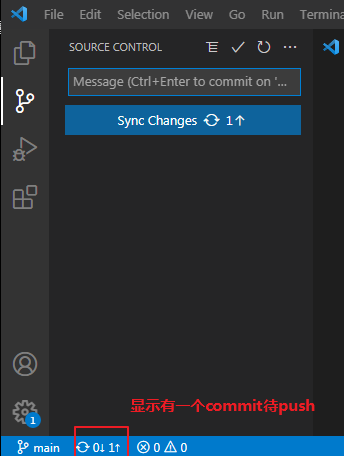 File Edit Selection View Go Run Termina
SOURCE CONTROL
Message (Ctrl+Enter to commit on '...
Sync Changes 1↑
显示有一个commit待push
1
main 0↓ 1↑ 0 0